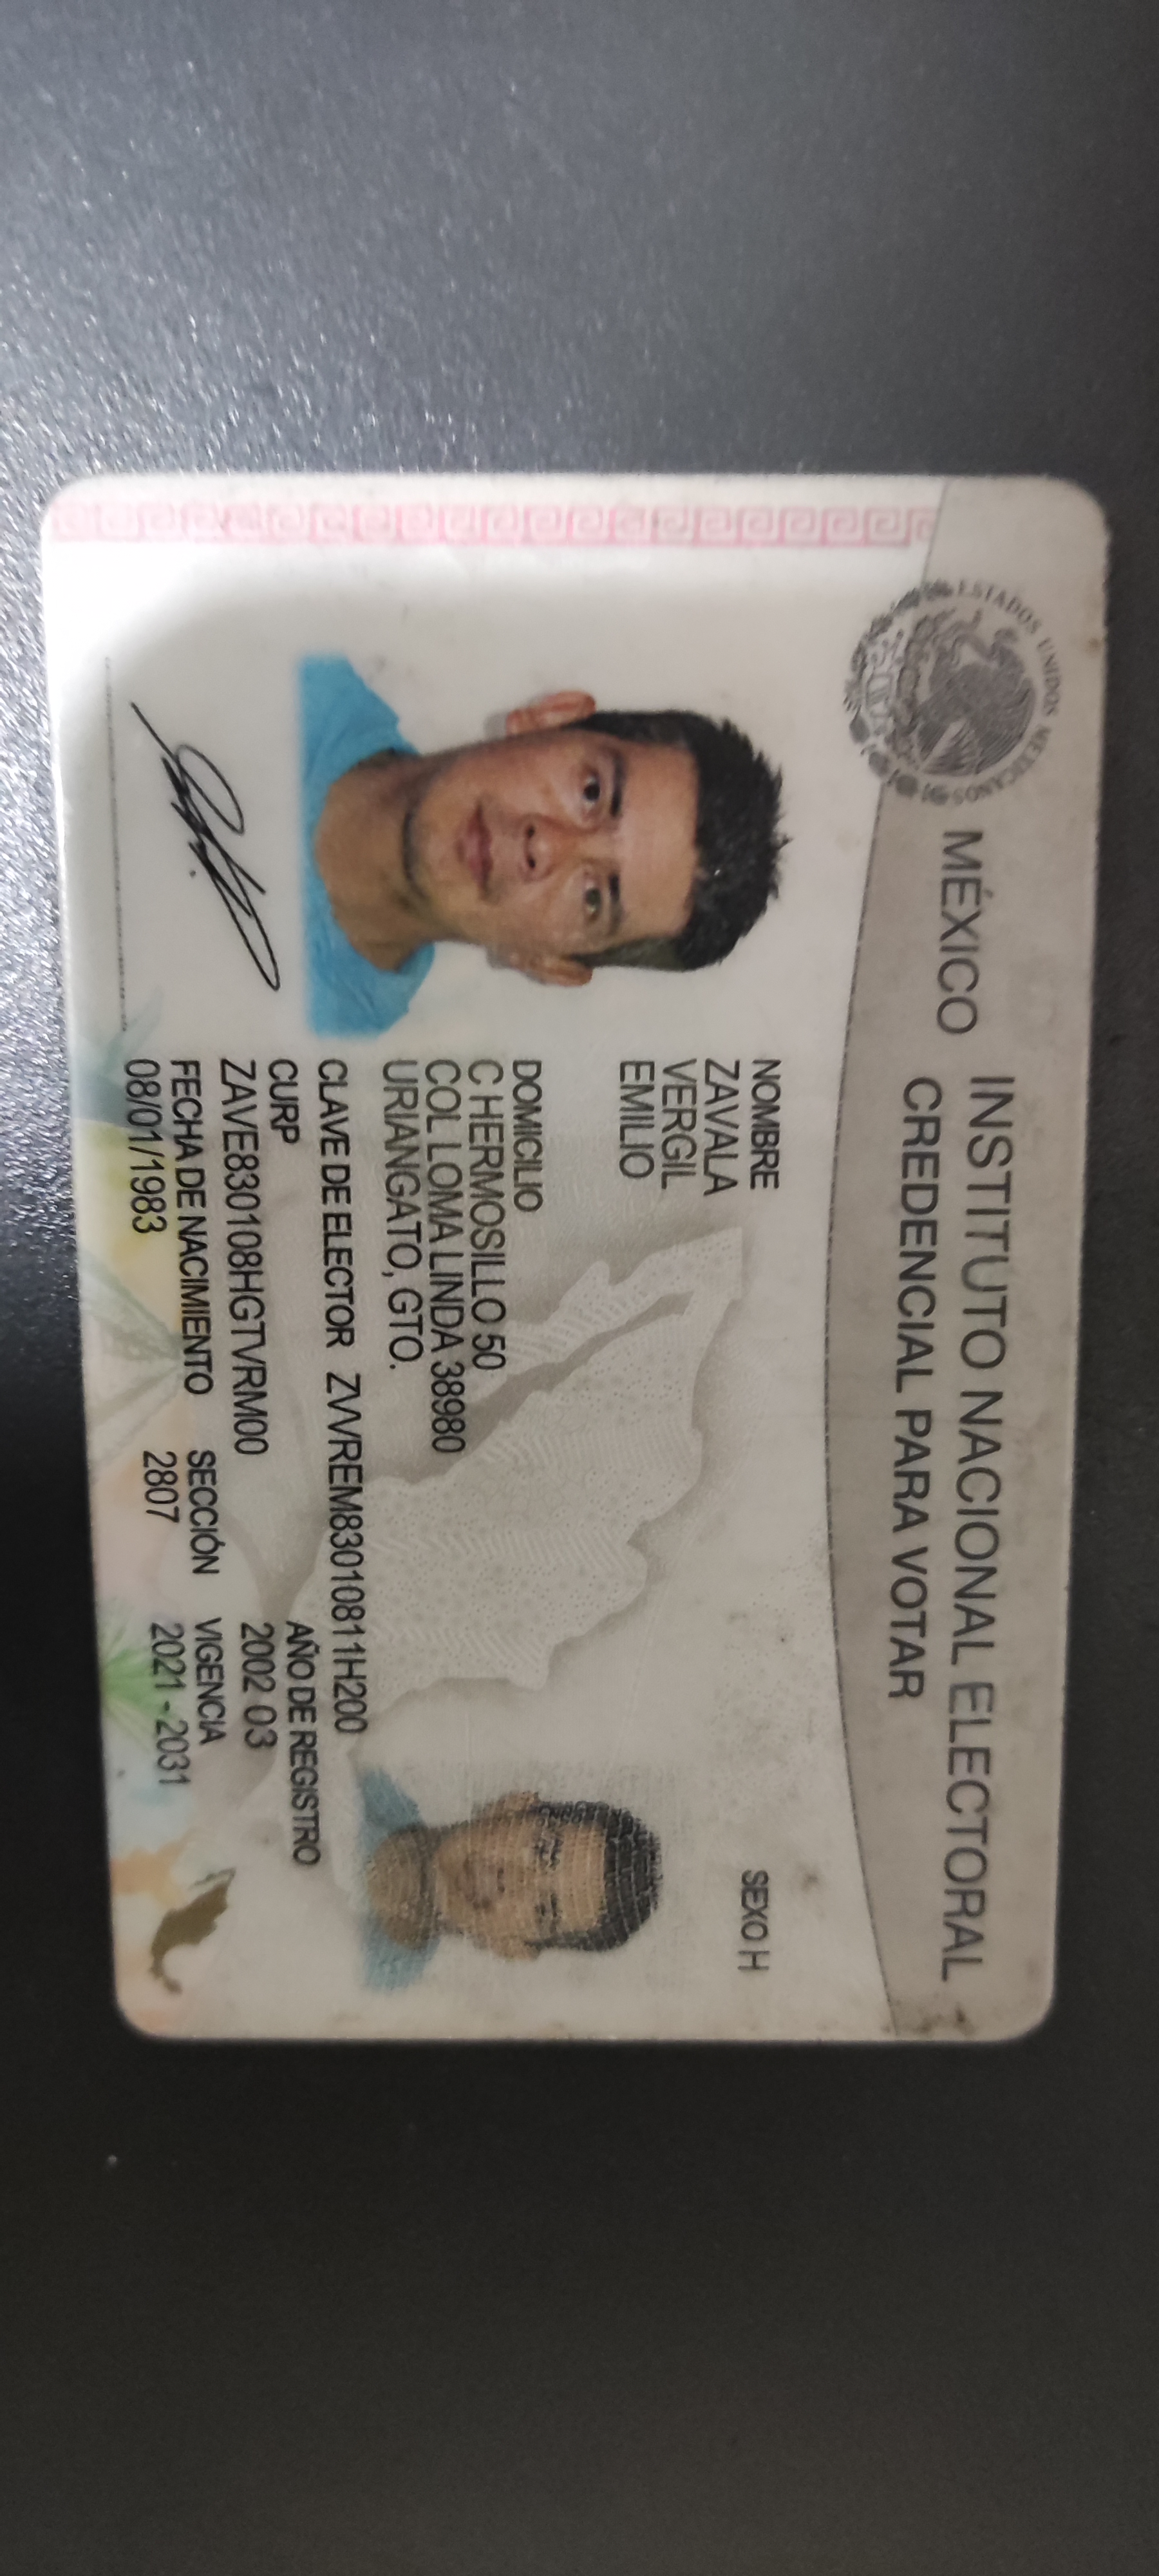 ESTADOS UNIDOS MEXICANOS
MÉXICO INSTITUTO NACIONAL ELECTORAL
CREDENCIAL PARA VOTAR
NOMBRE
ZAVALA
VERGIL
EMILIO
SEXO H
DOMICILIO
C HERMOSILLO 50
COL LOMA LINDA 38980
URIANGATO, GTO.
CLAVE DE ELECTOR ZVVREM83010811H200
CURP
ZAVE830108HGTVRM00
AÑO DE REGISTRO
2002 03
FECHA DE NACIMIENTO
08/01/1983
SECCIÓN
2807
VIGENCIA
2021 - 2031